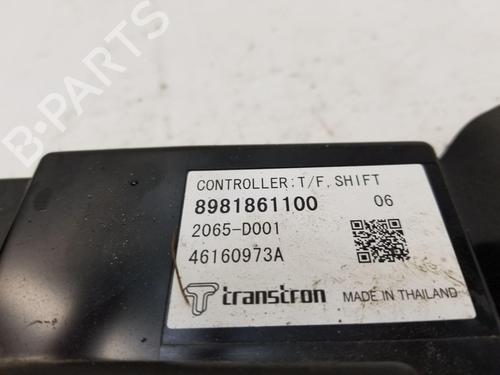 B-PARTS
CONTROLLER:T/F.SHIFT
8981861100 06
2065-D001
46160973A
transtron MADE IN THAILAND